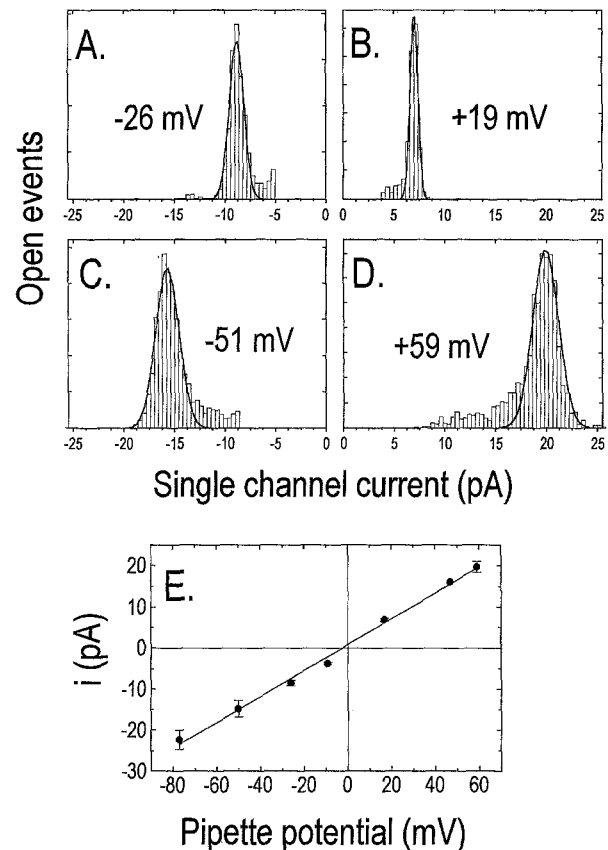 A.
-26 mV
-25 -20 -15 -10 -5 0
B.
+19 mV
0 5 10 15 20 25
Open events
C.
-51 mV
-25 -20 -15 -10 -5 0
D.
+59 mV
0 5 10 15 20 25
Single channel current (pA)
E.
i (pA)
20
10
0
-10
-20
-30
-80 -60 -40 -20 0 20 40 60
Pipette potential (mV)